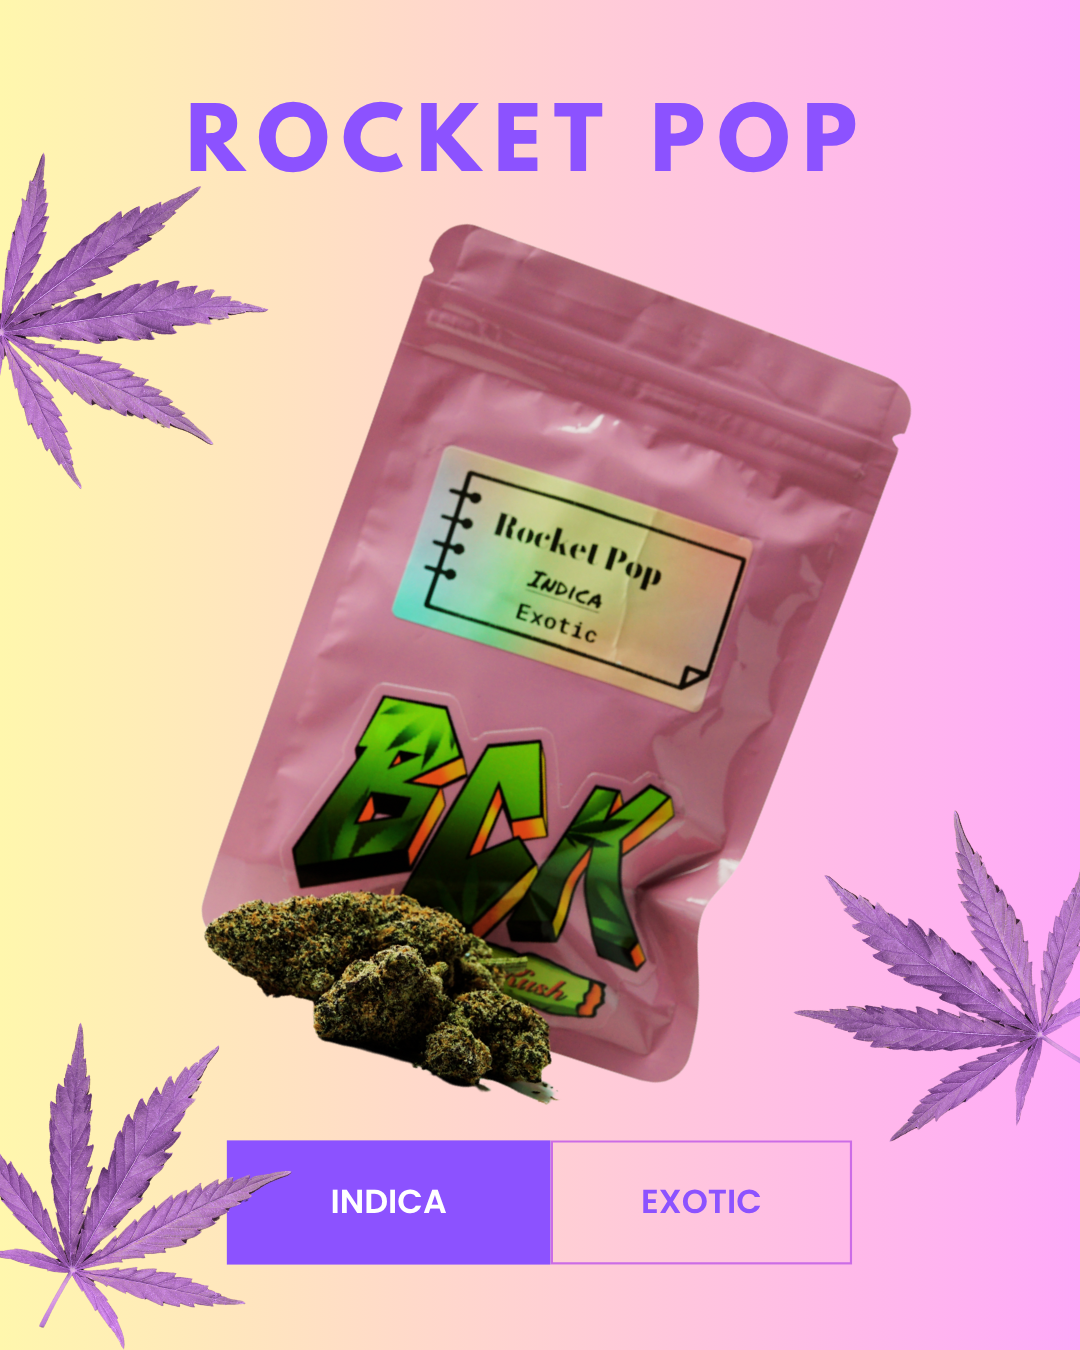 ROCKET POP
Rocket Pop
INDICA
Exotic
BCK
Kush
INDICA
EXOTIC